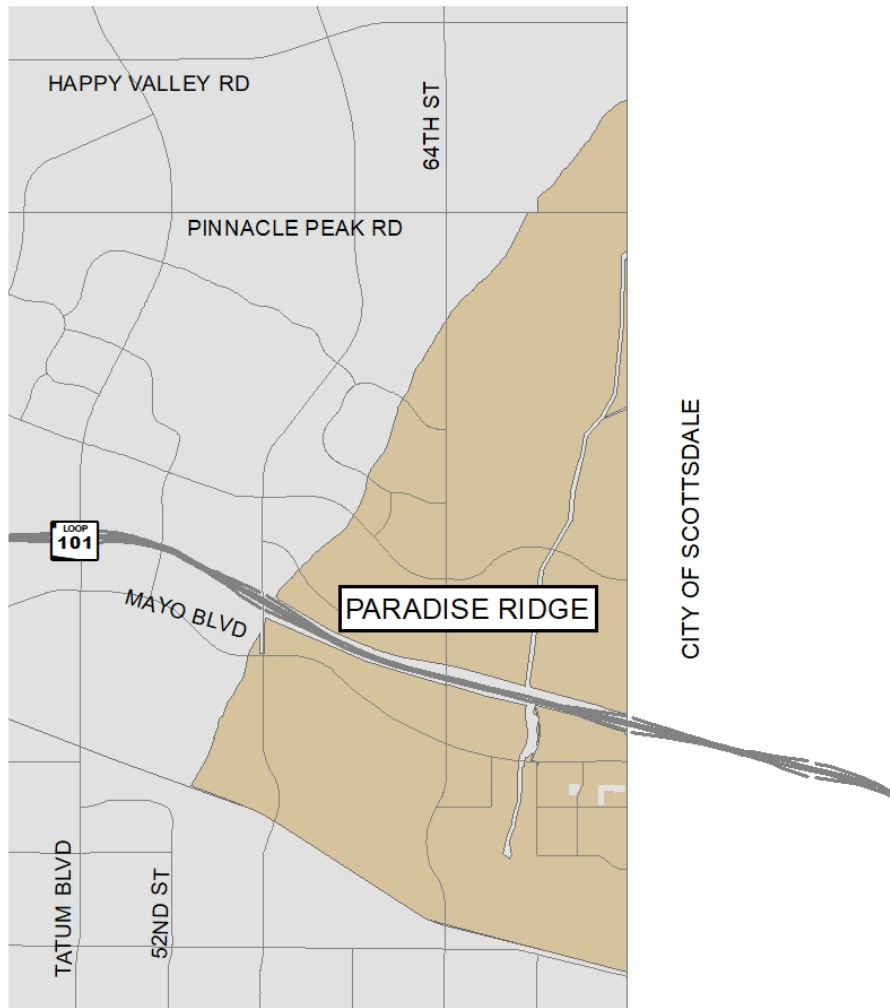 HAPPY VALLEY RD
64TH ST
PINNACLE PEAK RD
CITY OF SCOTTSDALE
LOOP
101
MAYO BLVD
PARADISE RIDGE
TATUM BLVD
52ND ST